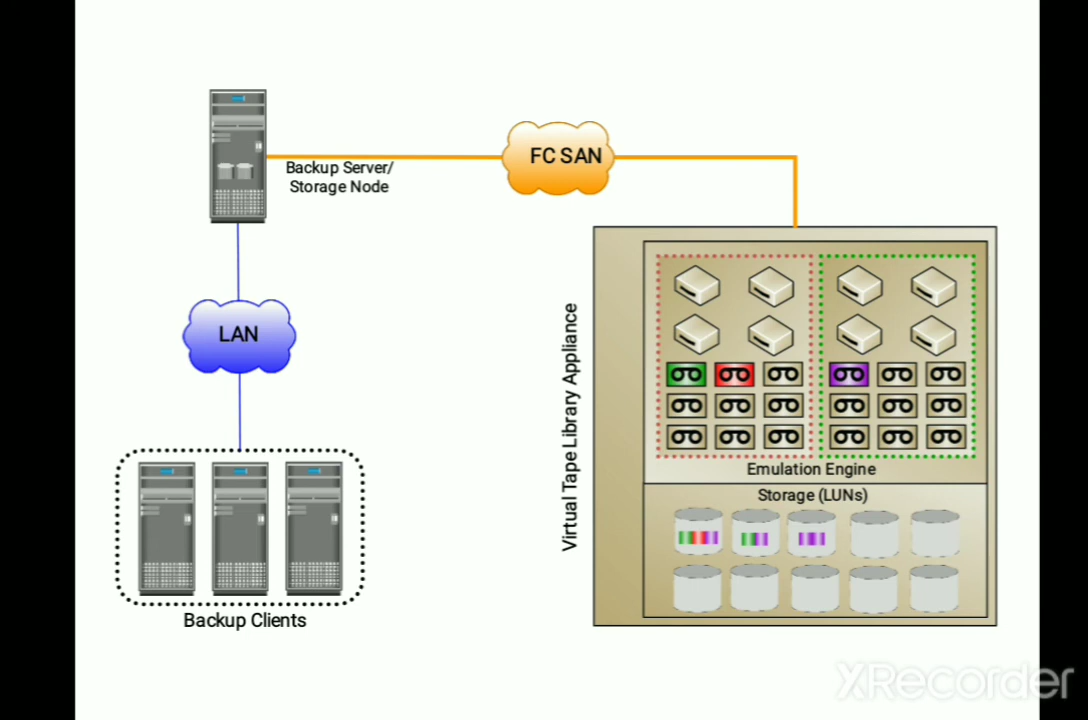 FC SAN
Backup Server/
Storage Node
LAN
Backup Clients
Virtual Tape Library Appliance
Emulation Engine
Storage (LUNs)
XRecorder